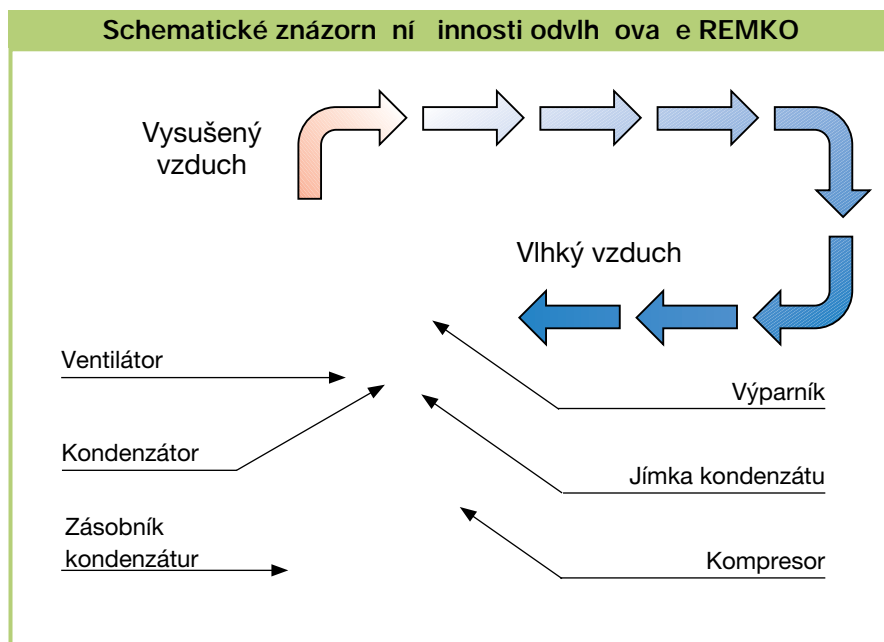 Schematické znázorn ní innosti odvlh ova e REMKO
Vysušený
vzduch
Vlhký vzduch
Ventilátor
Výparník
Kondenzátor
Jímka kondenzátu
Zásobník
kondenzátur
Kompresor